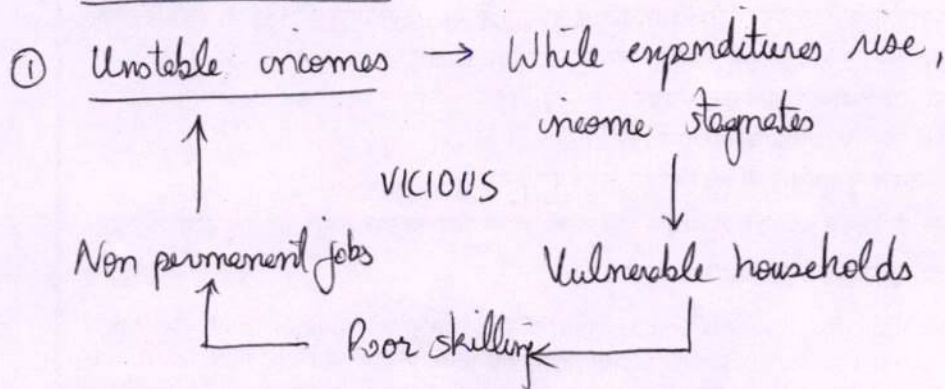 ① Unstable incomes → While expenditures rise,
income stagnates
VICIOUS
Non permanent jobs
Vulnerable households
Poor skilling